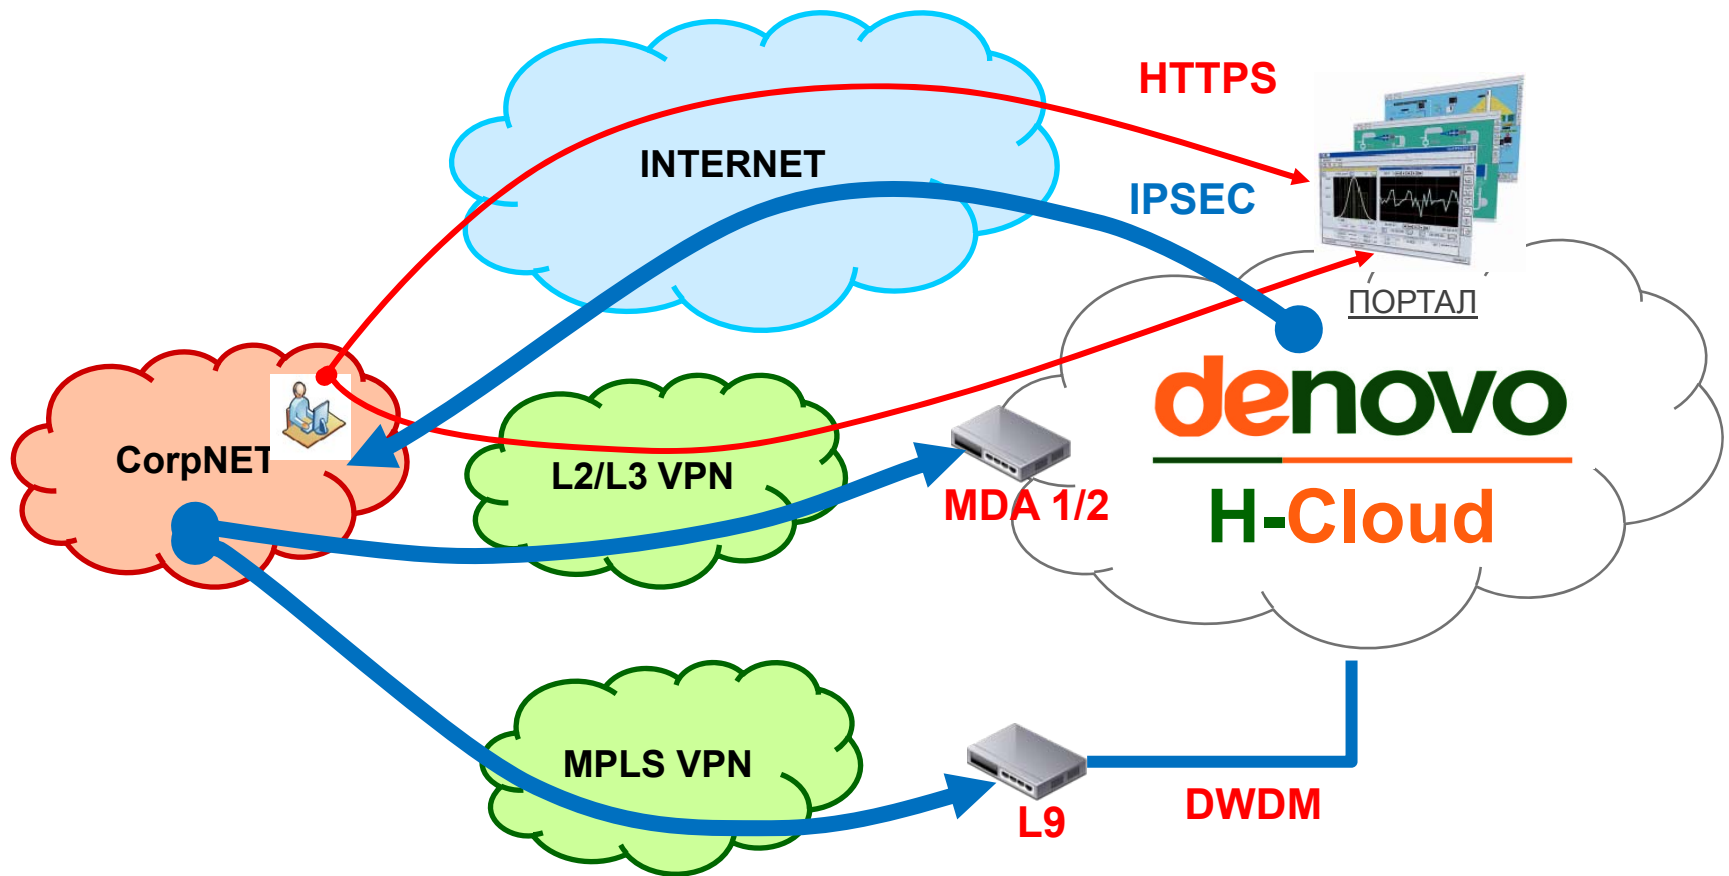 HTTPS
INTERNET
IPSEC
ПОРТАЛ
denovo
CorpNET
L2/L3 VPN
MDA 1/2
H-Cloud
MPLS VPN
L9
DWDM